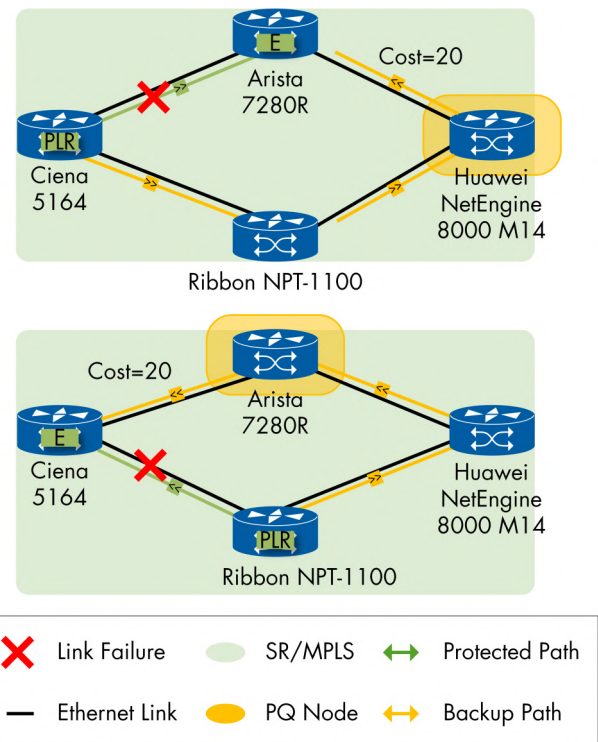 E
Cost=20
Arista
7280R
PLR
Ciena
5164
Huawei
NetEngine
8000 M14
Ribbon NPT-1100
Cost=20
Arista
7280R
E
Ciena
5164
Huawei
NetEngine
8000 M14
PLR
Ribbon NPT-1100
Link Failure
SR/MPLS
Protected Path
Ethernet Link
PQ Node
Backup Path